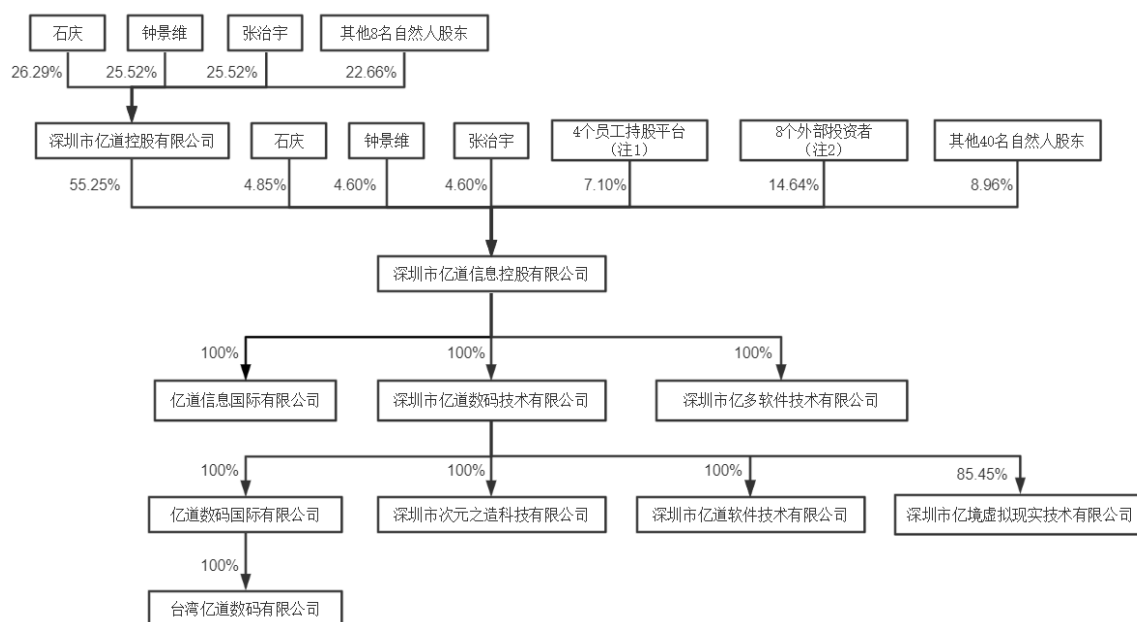 石庆
钟景维
张治宇
其他8名自然人股东
26.29%
25.52%
25.52%
22.66%
深圳市亿道控股有限公司
石庆
钟景维
张治宇
4个员工持股平台
（注1）
8个外部投资者
（注2）
其他40名自然人股东
55.25%
4.85%
4.60%
4.60%
7.10%
14.64%
8.96%
深圳市亿道信息控股有限公司
100%
100%
100%
亿道信息国际有限公司
深圳市亿道数码技术有限公司
深圳市亿多软件技术有限公司
100%
100%
100%
85.45%
亿道数码国际有限公司
深圳市次元之造科技有限公司
深圳市亿道软件技术有限公司
深圳市亿境虚拟现实技术有限公司
100%
台湾亿道数码有限公司